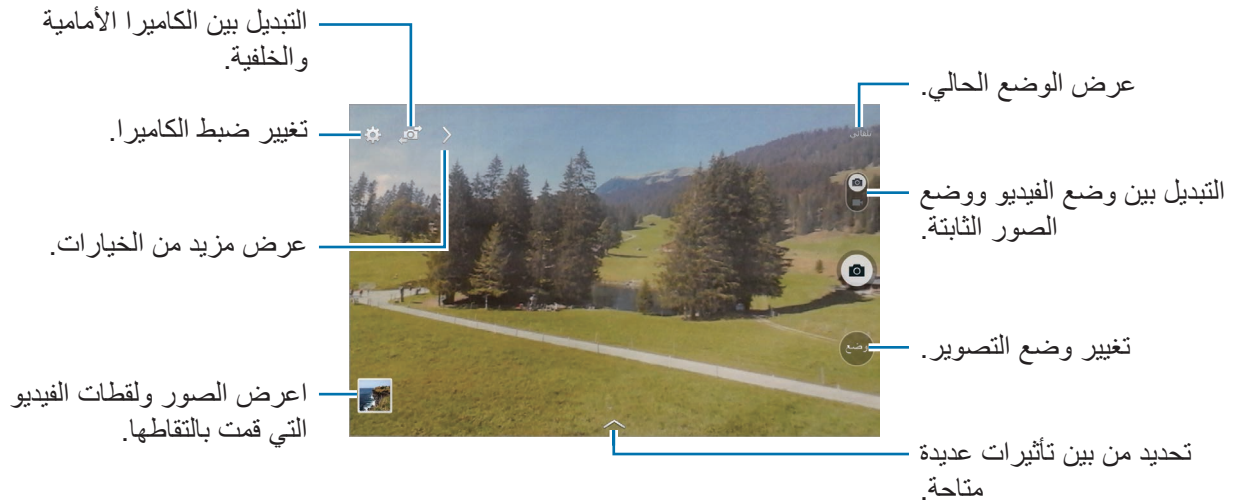 التبديل بين الكاميرا الأمامية
والخلفية.
عرض الوضع الحالي.
تغيير ضبط الكاميرا.
تلقائي
التبديل بين وضع الفيديو ووضع
الصور الثابتة.
عرض مزيد من الخيارات.
تغيير وضع التصوير.
وضع
اعرض الصور ولقطات الفيديو
التي قمت بالتقاطها.
تحديد من بين تأثيرات عديدة
متاحة.